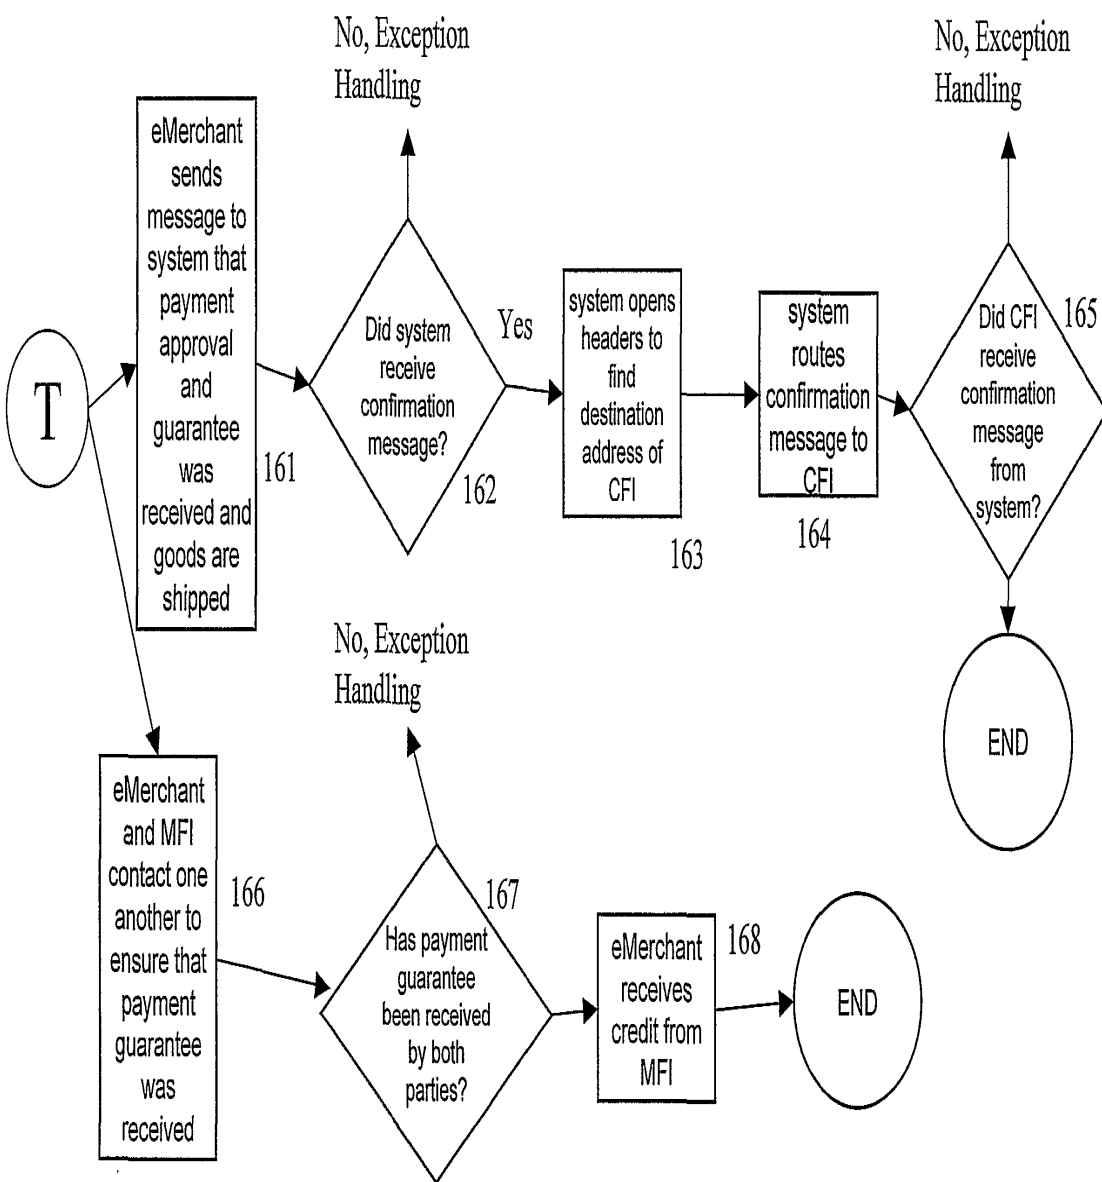 T
eMerchant
sends
message to
system that
payment
approval
and
guarantee
was
received and
goods are
shipped
161
No, Exception
Handling
Did system
receive
confirmation
message?
162
Yes
system opens
headers to
find
destination
address of
CFI
163
system
routes
confirmation
message to
CFI
164
No, Exception
Handling
Did CFI
receive
confirmation
message
from
system?
165
END
eMerchant
and MFI
contact one
another to
ensure that
payment
guarantee
was
received
166
No, Exception
Handling
Has payment
guarantee
been received
by both
parties?
167
eMerchant
receives
credit from
MFI
168
END